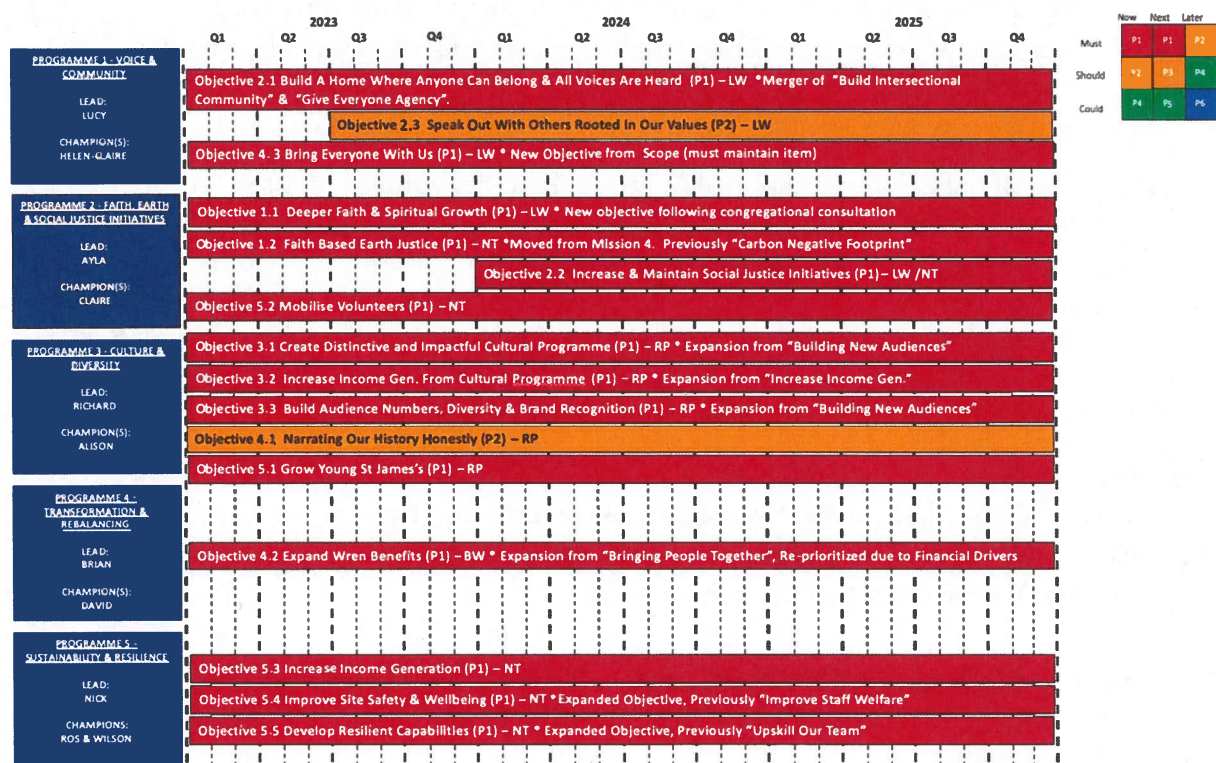 2023 2024 2025
Q1 Q2 Q3 Q4 Q1 Q2 Q3 Q4 Q1 Q2 Q3 Q4
Now Next Later
Must P1 P1 P2
Should P2 P3 P4
Could P4 P5 P6
PROGRAMME 1 - VOICE &
COMMUNITY
LEAD:
LUCY
CHAMPION(S):
HELEN-CLAIRE
Objective 2.1 Build A Home Where Anyone Can Belong & All Voices Are Heard (P1) – LW *Merger of "Build Intersectional
Community" & "Give Everyone Agency".
Objective 2.3 Speak Out With Others Rooted In Our Values (P2) – LW
Objective 4. 3 Bring Everyone With Us (P1) – LW * New Objective from Scope (must maintain item)
PROGRAMME 2 - FAITH, EARTH
& SOCIAL JUSTICE INITIATIVES
LEAD:
AYLA
CHAMPION(S):
CLAIRE
Objective 1.1 Deeper Faith & Spiritual Growth (P1) – LW * New objective following congregational consultation
Objective 1.2 Faith Based Earth Justice (P1) – NT *Moved from Mission 4. Previously "Carbon Negative Footprint"
Objective 2.2 Increase & Maintain Social Justice Initiatives (P1) – LW /NT
Objective 5.2 Mobilise Volunteers (P1) – NT
PROGRAMME 3 - CULTURE &
DIVERSITY
LEAD:
RICHARD
CHAMPION(S):
ALISON
Objective 3.1 Create Distinctive and Impactful Cultural Programme (P1) – RP * Expansion from "Building New Audiences"
Objective 3.2 Increase Income Gen. From Cultural Programme (P1) – RP * Expansion from "Increase Income Gen."
Objective 3.3 Build Audience Numbers, Diversity & Brand Recognition (P1) – RP * Expansion from "Building New Audiences"
Objective 4.1 Narrating Our History Honestly (P2) – RP
Objective 5.1 Grow Young St James's (P1) – RP
PROGRAMME 4 -
TRANSFORMATION &
REBALANCING
LEAD:
BRIAN
CHAMPION(S):
DAVID
Objective 4.2 Expand Wren Benefits (P1) – BW * Expansion from "Bringing People Together", Re-prioritized due to Financial Drivers
PROGRAMME 5 -
SUSTAINABILITY & RESILIENCE
LEAD:
NICK
CHAMPIONS:
ROS & WILSON
Objective 5.3 Increase Income Generation (P1) – NT
Objective 5.4 Improve Site Safety & Wellbeing (P1) – NT *Expanded Objective, Previously "Improve Staff Welfare"
Objective 5.5 Develop Resilient Capabilities (P1) – NT * Expanded Objective, Previously "Upskill Our Team"